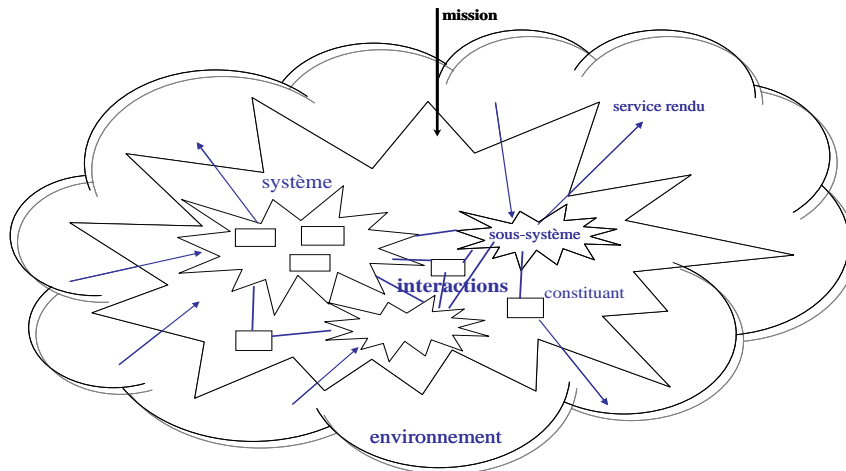 mission
service rendu
système
sous-système
interactions
constituant
environnement